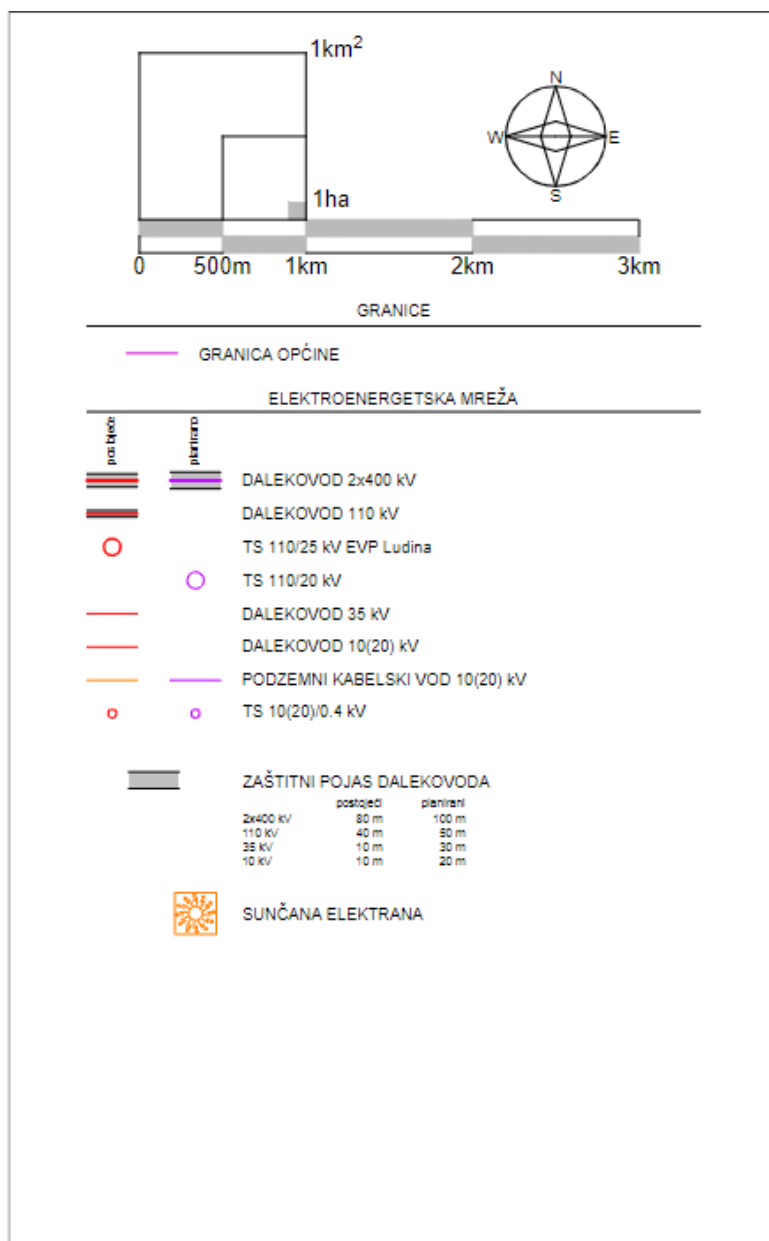 1km²
N
W E
S
1ha
0 500m 1km 2km 3km
GRANICE
GRANICA OPĆINE
ELEKTROENERGETSKA MREŽA
postojeće planirano
DALEKOVOD 2x400 kV
DALEKOVOD 110 kV
TS 110/25 kV EVP Ludina
TS 110/20 kV
DALEKOVOD 35 kV
DALEKOVOD 10(20) kV
PODZEMNI KABELSKI VOD 10(20) kV
TS 10(20)/0.4 kV
ZAŠTITNI POJAS DALEKOVODA
postojeći planirani
2x400 kV 80 m 100 m
110 kV 40 m 50 m
35 kV 10 m 30 m
10 kV 10 m 20 m
SUNČANA ELEKTRANA